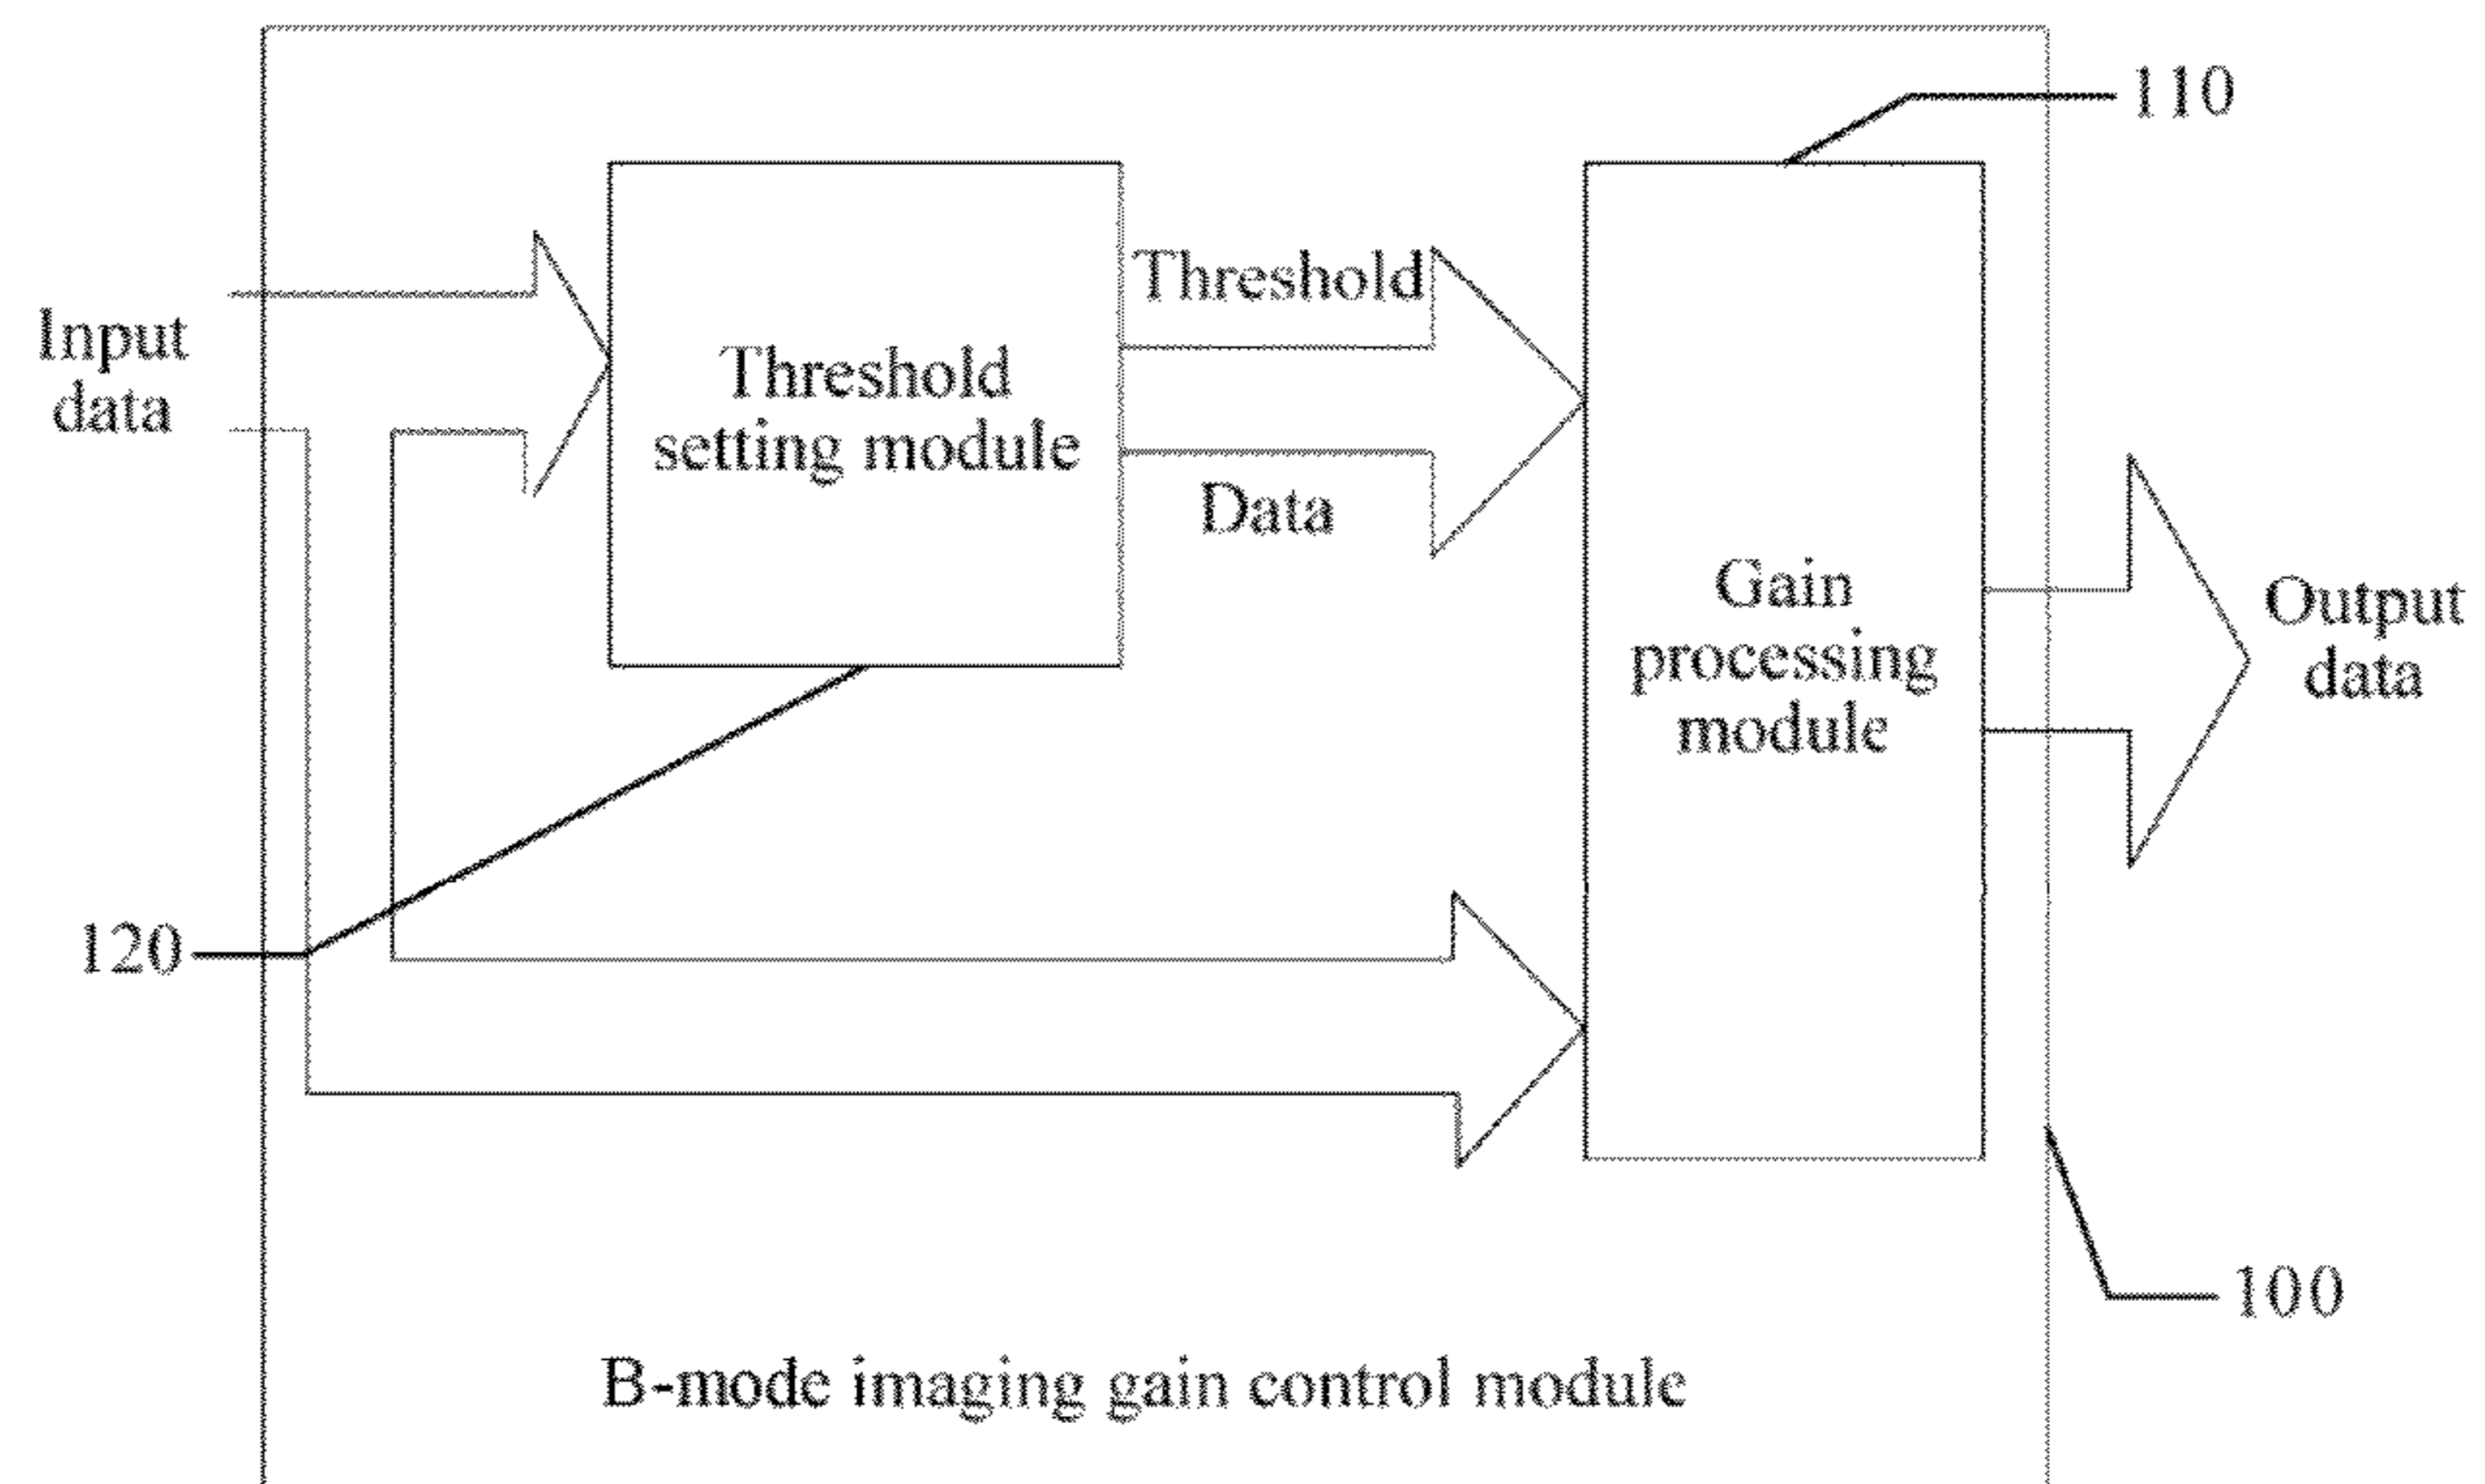 110
Threshold
Input
data
Threshold
setting module
Data
Gain
processing
module
Output
data
120
100
B-mode imaging gain control module